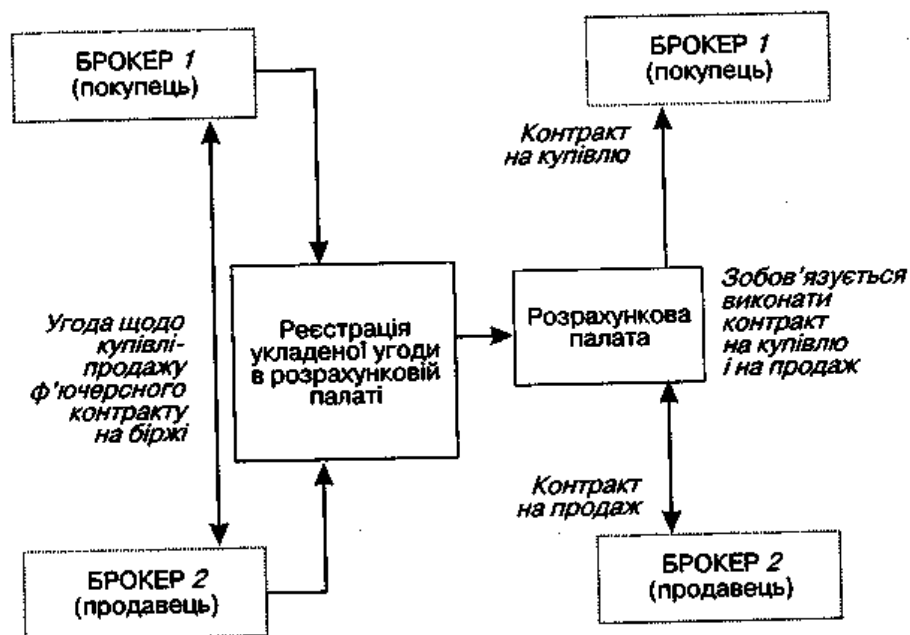 БРОКЕР 1
(покупець)
БРОКЕР 1
(покупець)
Контракт
на купівлю
Угода щодо
купівлі-
продажу
ф'ючерсного
контракту
на біржі
Реєстрація
укладеної угоди
в розрахунковій
палаті
Розрахункова
палата
Зобов'язується
виконати
контракт
на купівлю
і на продаж
Контракт
на продаж
БРОКЕР 2
(продавець)
БРОКЕР 2
(продавець)